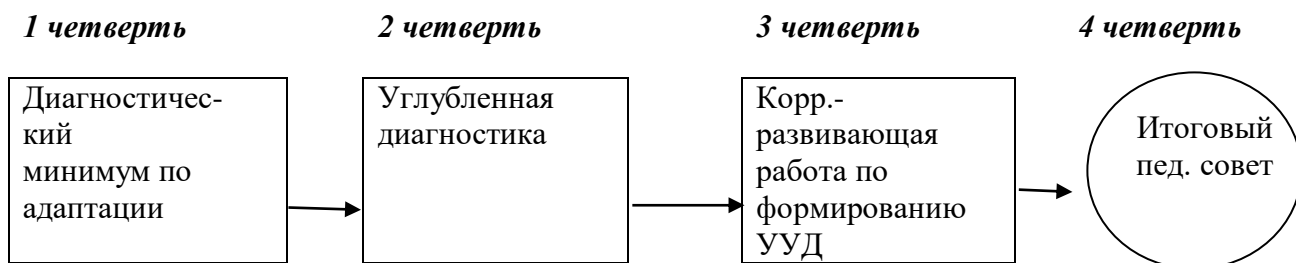 1 четверть
2 четверть
3 четверть
4 четверть
Диагностичес-
кий
минимум по
адаптации
Углубленная
диагностика
Корр.-
развивающая
работа по
формированию
УУД
Итоговый
пед. совет